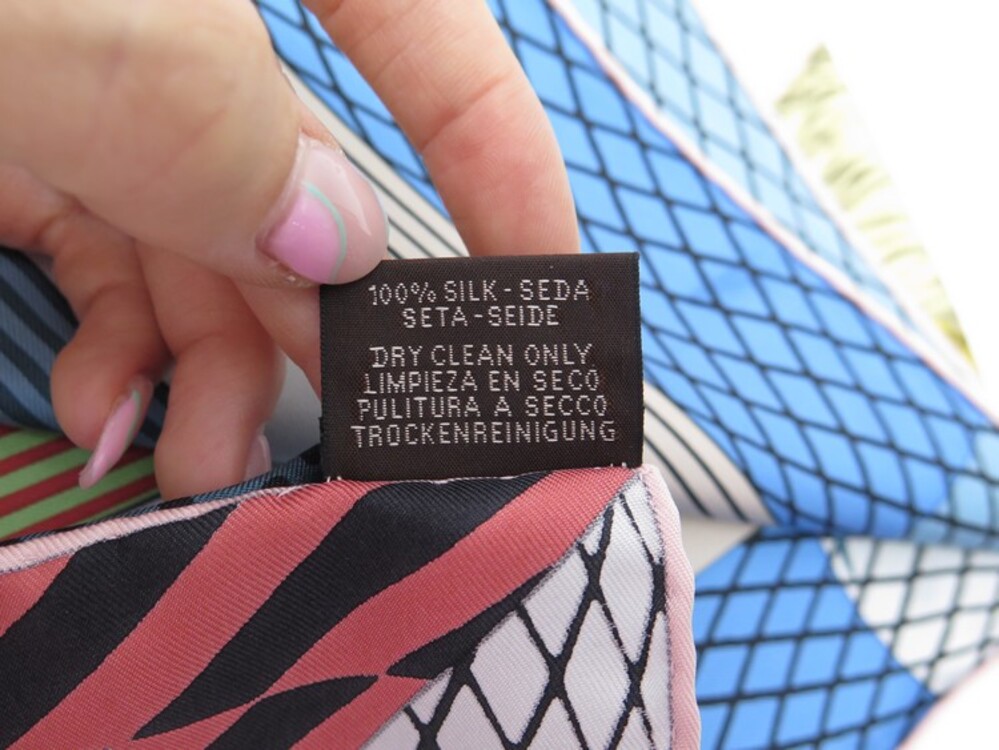 100% SILK - SEDA
SETA - SEIDE
DRY CLEAN ONLY
LIMPIEZA EN SECO
PULITURA A SECCO
TROCKENREINIGUNG